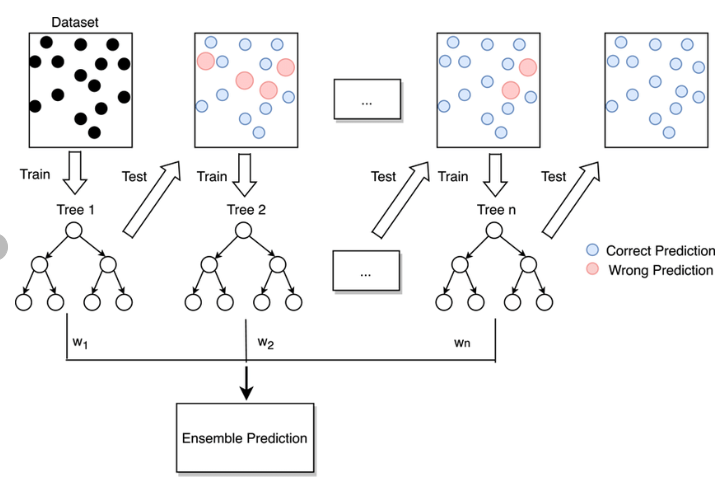 Dataset
...
Train
Test
Train
Test
Train
Test
Tree 1
Tree 2
Tree n
...
Correct Prediction
Wrong Prediction
w1
w2
wn
Ensemble Prediction